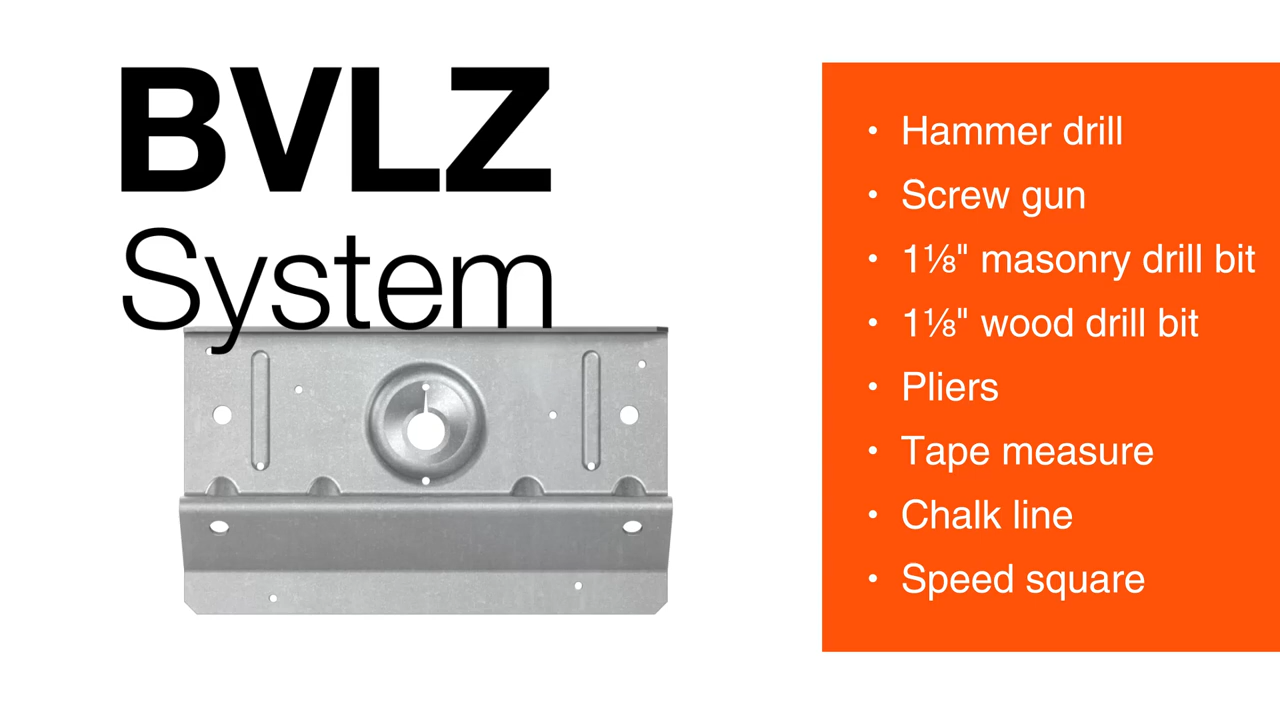 BVLZ
System
• Hammer drill
• Screw gun
• 1⅛" masonry drill bit
• 1⅛" wood drill bit
• Pliers
• Tape measure
• Chalk line
• Speed square